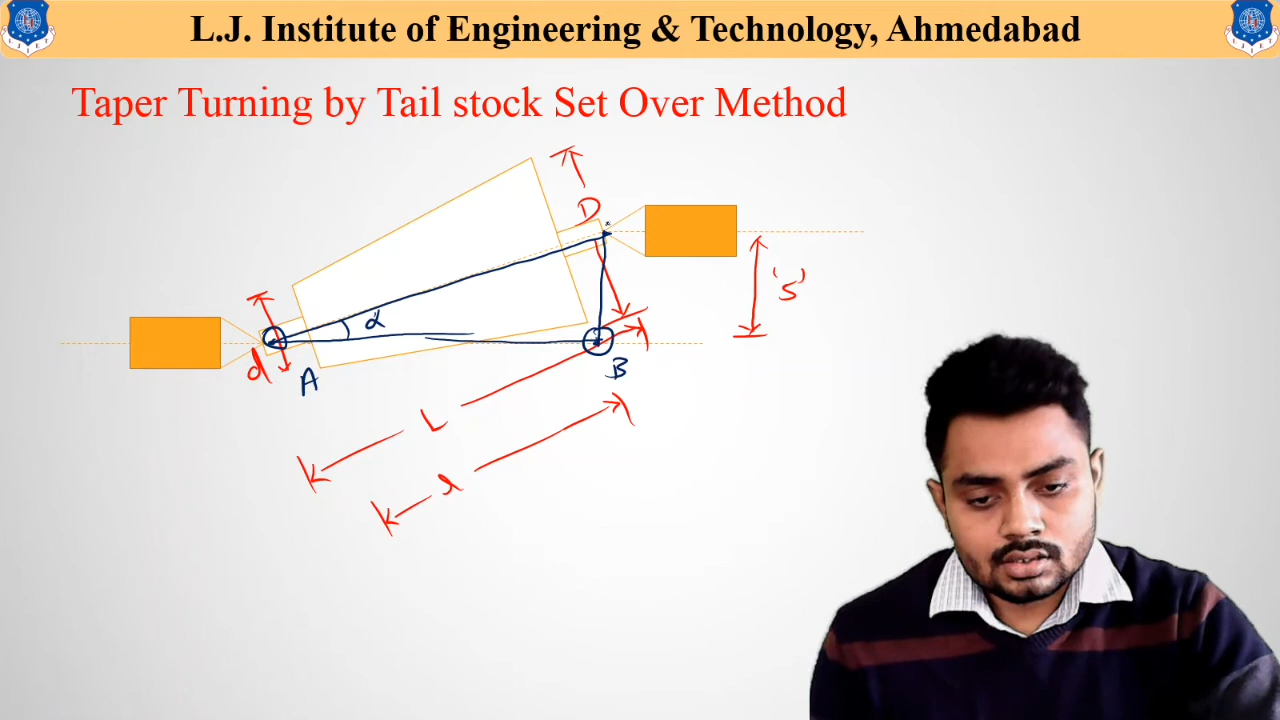 L.J. Institute of Engineering & Technology, Ahmedabad
Taper Turning by Tail stock Set Over Method
D
's'
α
d
A
B
L
l